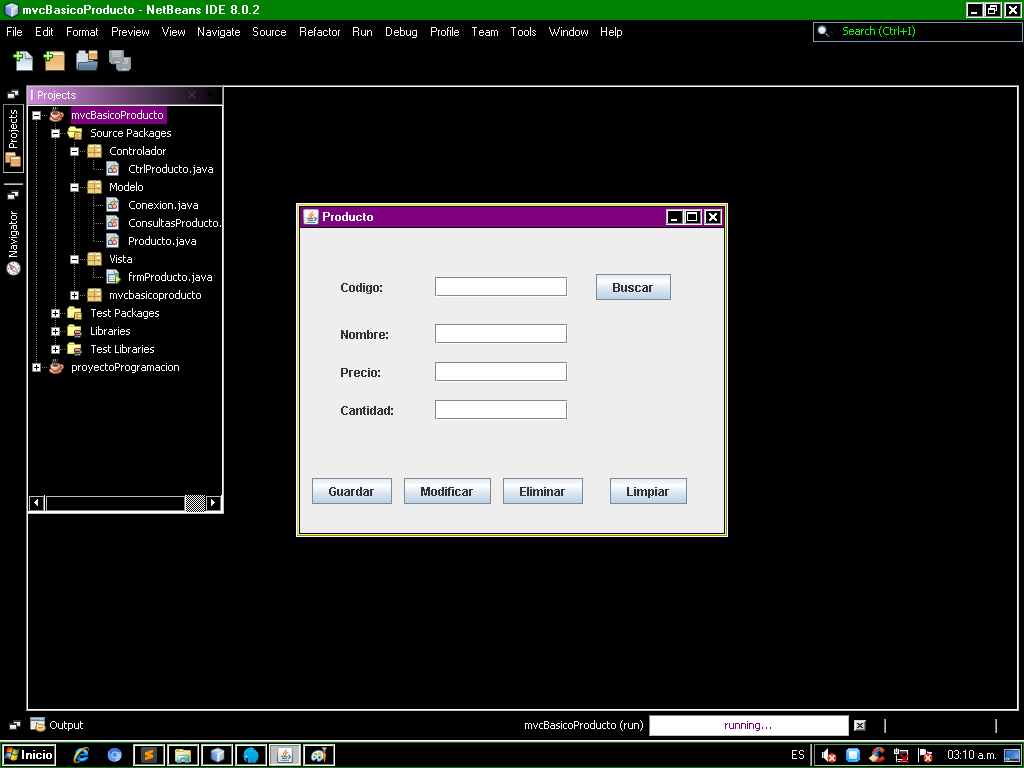 mvcBasicoProducto - NetBeans IDE 8.0.2
File Edit Format Preview View Navigate Source Refactor Run Debug Profile Team Tools Window Help
Search (Ctrl+I)
Projects
Projects
Navigator
mvcBasicoProducto
Source Packages
Controlador
CtrlProducto.java
Modelo
Conexion.java
ConsultasProducto.
Producto.java
Vista
frmProducto.java
mvcbasicoproducto
Test Packages
Libraries
Test Libraries
proyectoProgramacion
Producto
Codigo:
Buscar
Nombre:
Precio:
Cantidad:
Guardar Modificar Eliminar Limpiar
Output
mvcBasicoProducto (run)
running...
Inicio
ES
03:10 a.m.